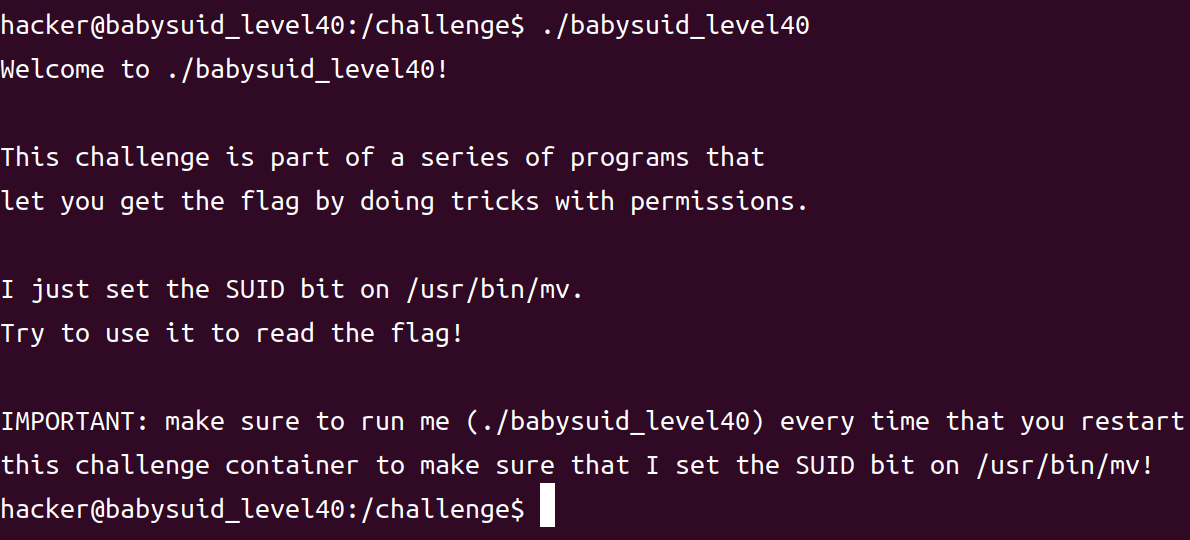 hacker@babysuid_level40:/challenge$ ./babysuid_level40
Welcome to ./babysuid_level40!
This challenge is part of a series of programs that
let you get the flag by doing tricks with permissions.
I just set the SUID bit on /usr/bin/mv.
Try to use it to read the flag!
IMPORTANT: make sure to run me (./babysuid_level40) every time that you restart
this challenge container to make sure that I set the SUID bit on /usr/bin/mv!
hacker@babysuid_level40:/challenge$